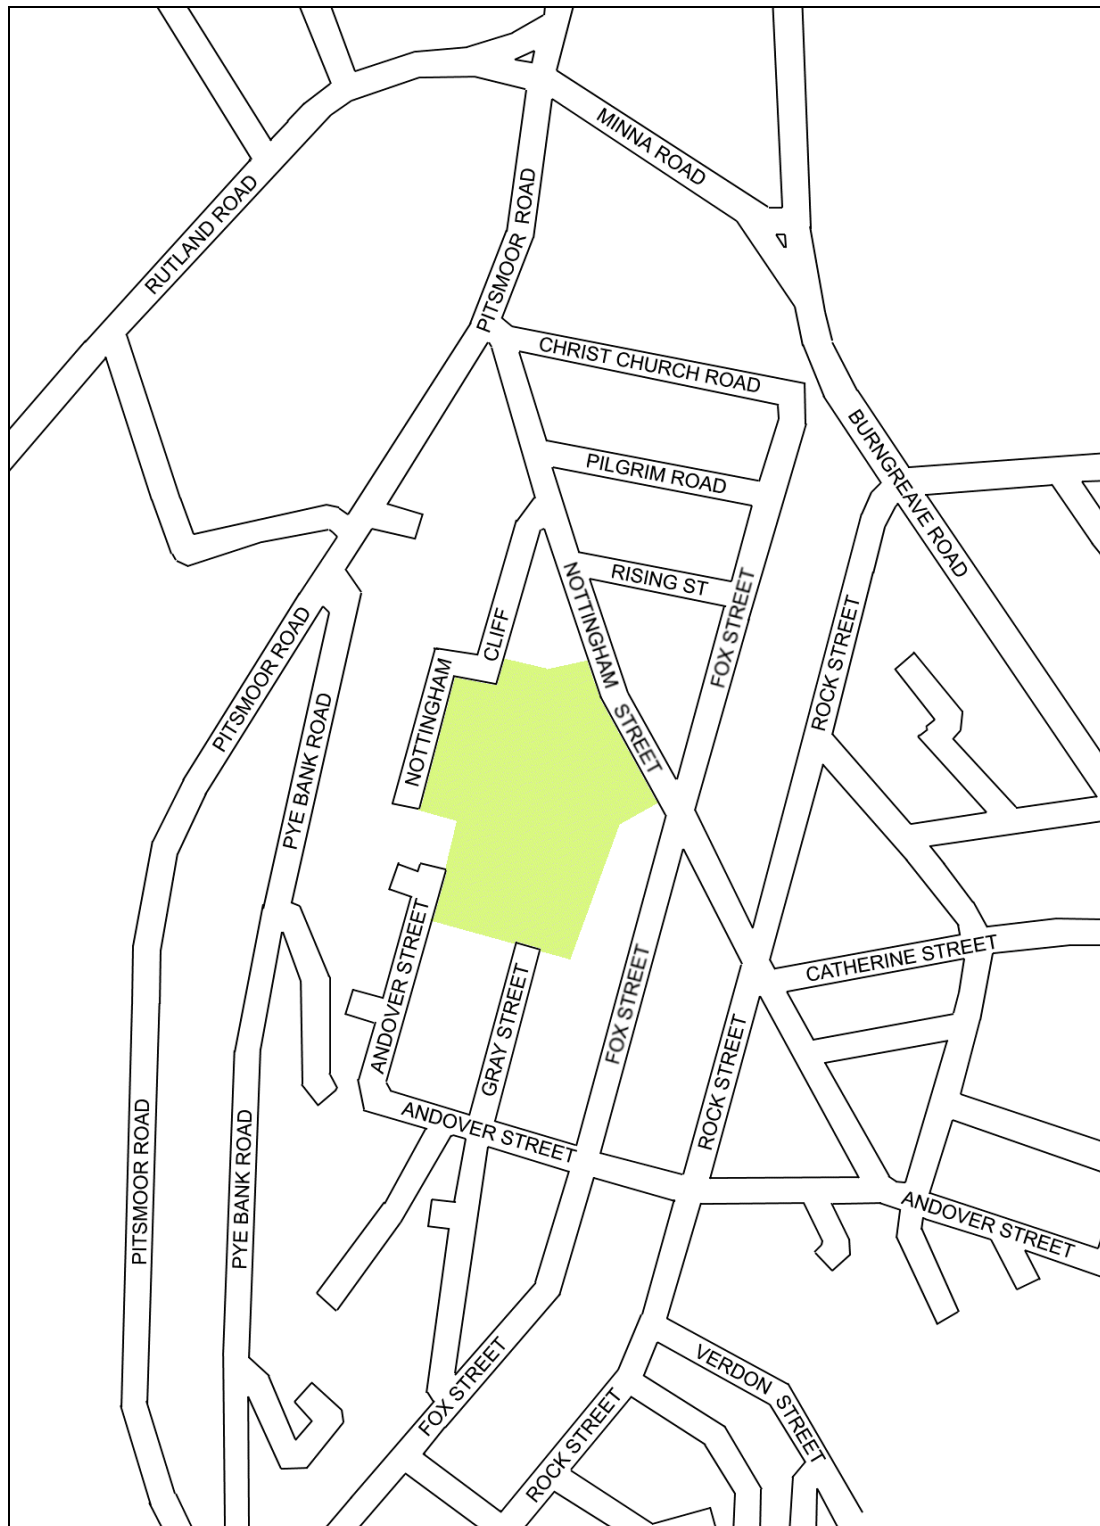 MINNA ROAD
RUTLAND ROAD
PITSMOOR ROAD
CHRIST CHURCH ROAD
PILGRIM ROAD
BURNGREAVE ROAD
RISING ST
NOTTINGHAM STREET
FOX STREET
CLIFF
NOTTINGHAM
ROCK STREET
PITSMOOR ROAD
PYE BANK ROAD
ANDOVER STREET
GRAY STREET
FOX STREET
CATHERINE STREET
ROCK STREET
ANDOVER STREET
PITSMOOR ROAD
PYE BANK ROAD
ANDOVER STREET
VERDON STREET
FOX STREET
ROCK STREET